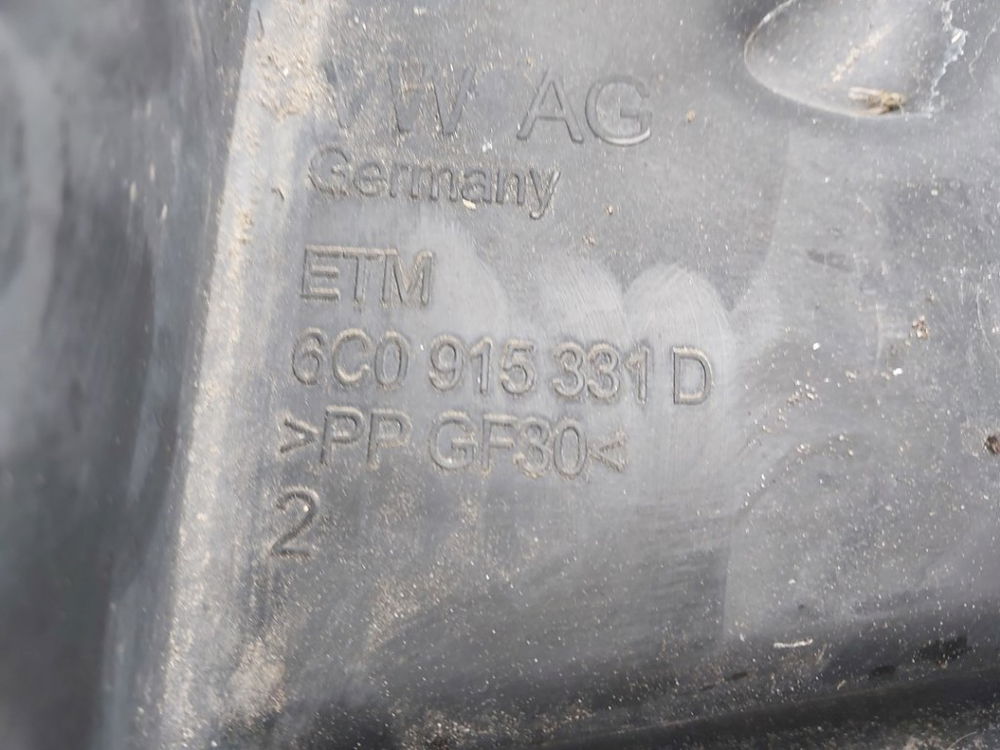 VW AG
Germany
ETM
6C0 915 331 D
>PP GF30<
2